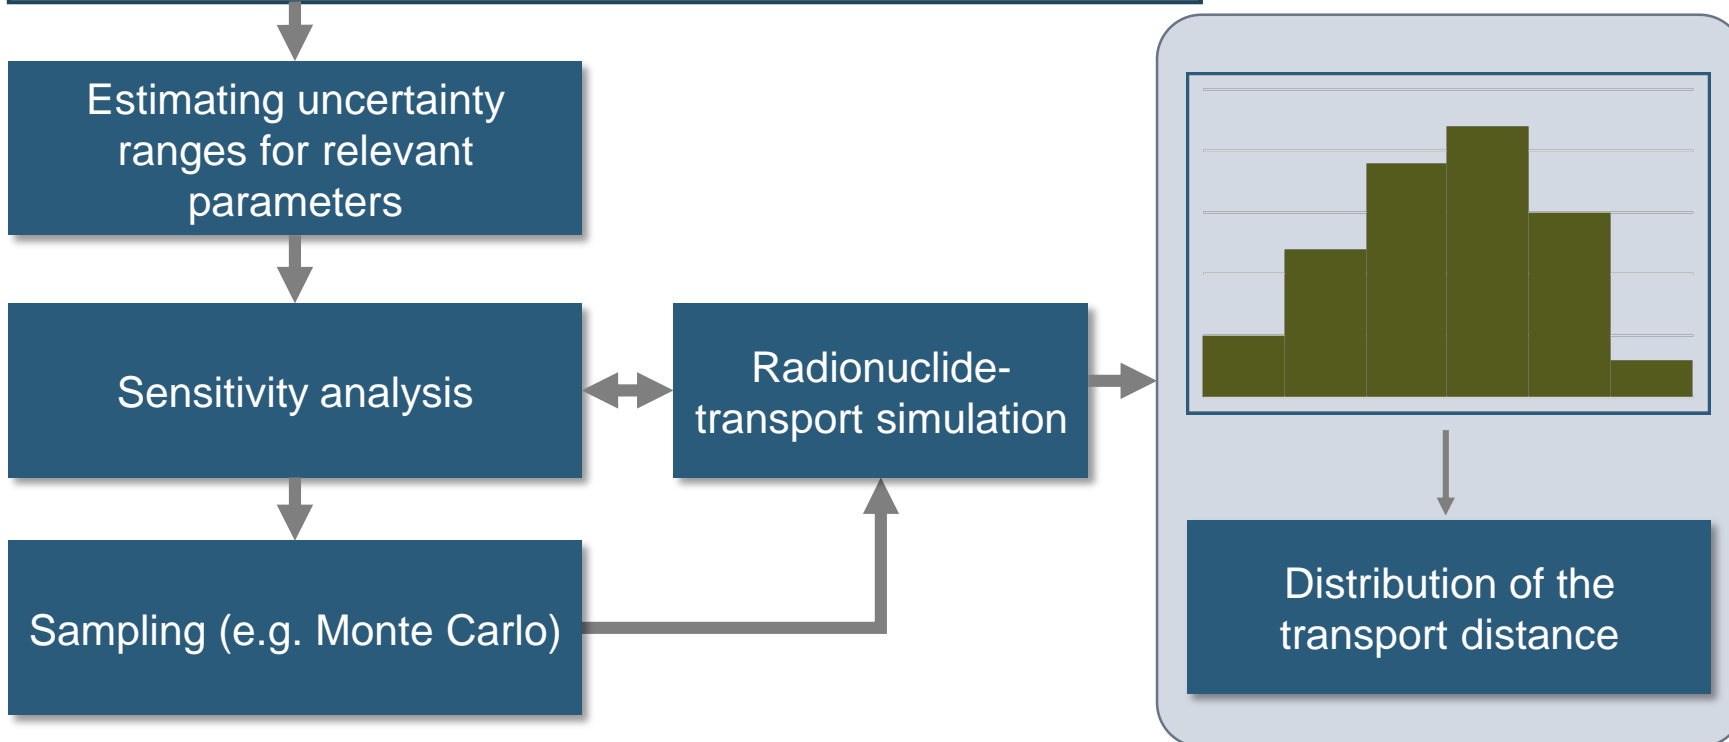 Estimating uncertainty
ranges for relevant
parameters
Sensitivity analysis
Radionuclide-
transport simulation
Sampling (e.g. Monte Carlo)
Distribution of the
transport distance